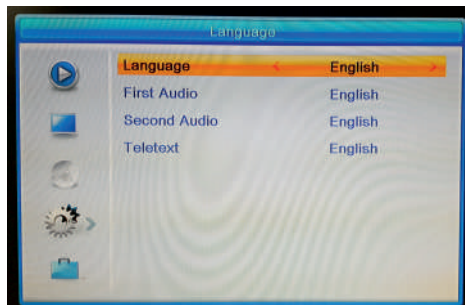 Language
Language < English >
First Audio English
Second Audio English
Teletext English